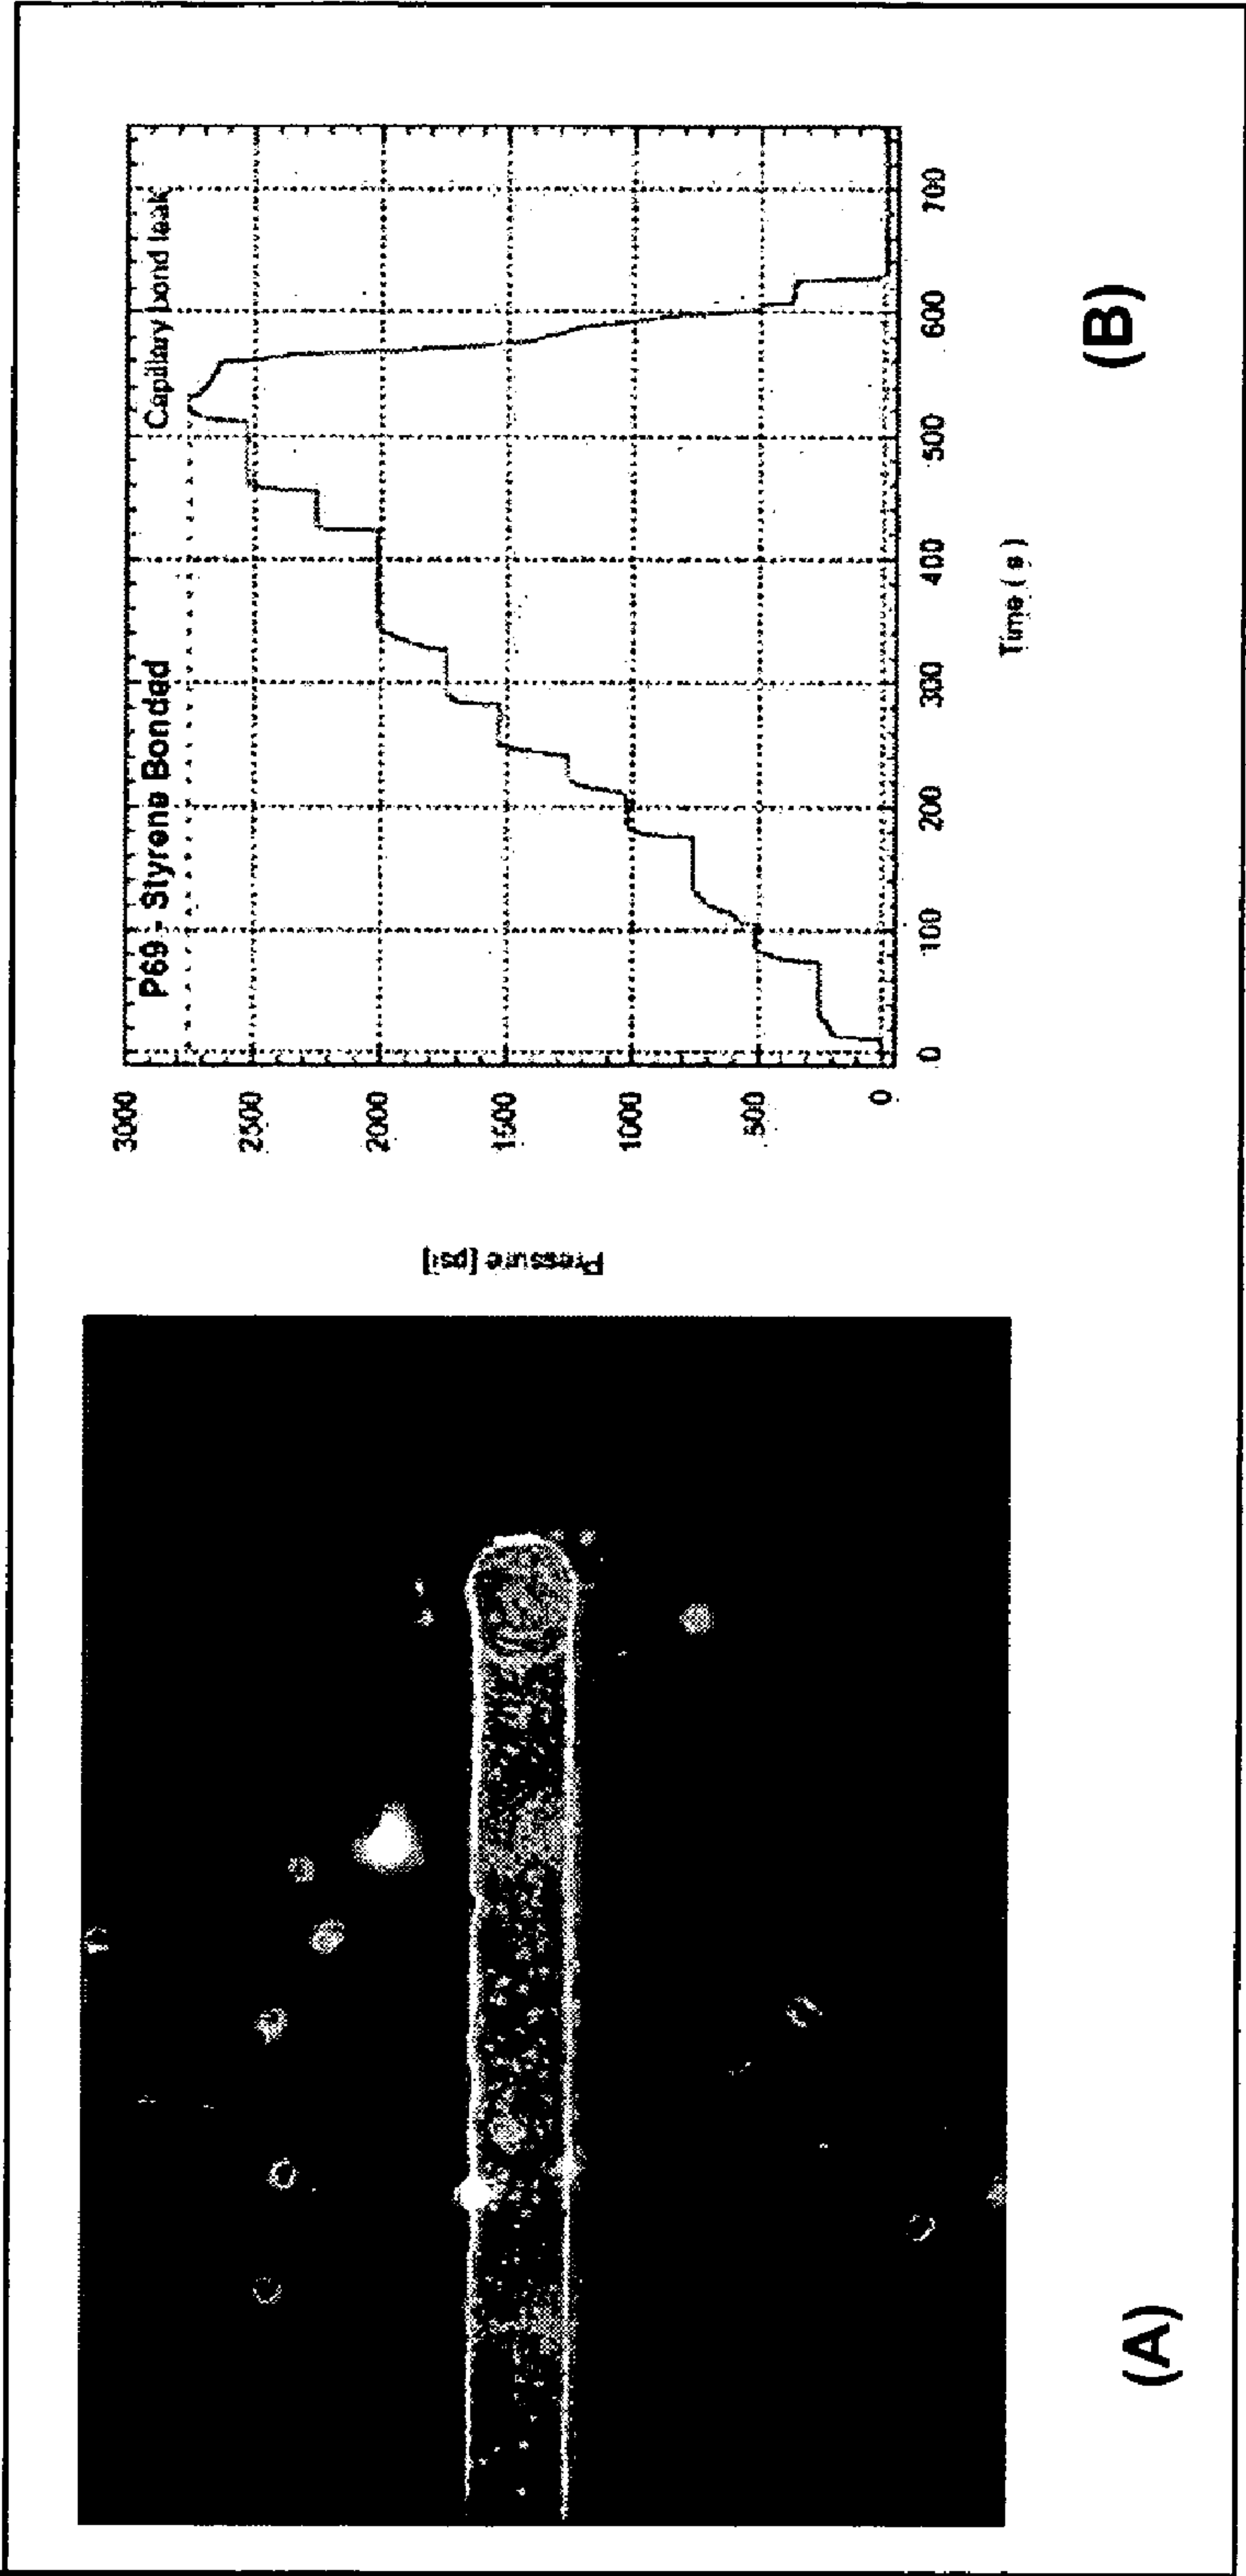 P69 - Styrene Bonded
Capillary bond leak
Pressure [psi]
3000
2500
2000
1500
1000
500
0
0 100 200 300 400 500 600 700
Time ( s )
(A)
(B)